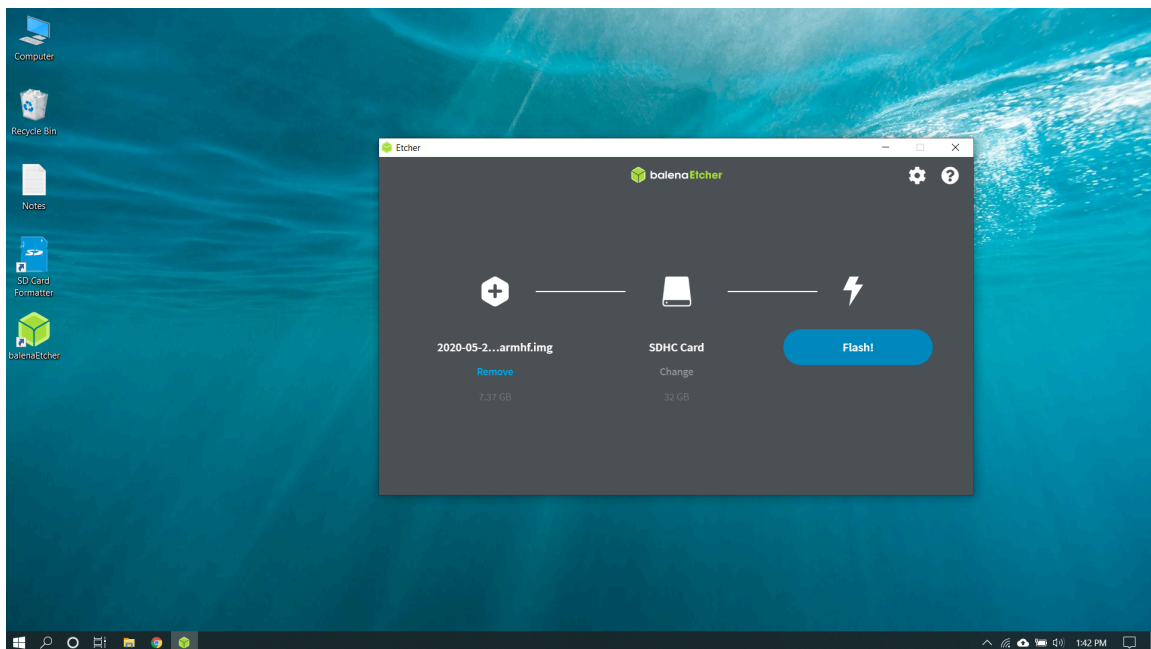 Computer
Recycle Bin
Notes
SD Card
Formatter
balenaEtcher
Etcher
balenaEtcher
2020-05-2...armhf.img
Remove
7.37 GB
SDHC Card
Change
32 GB
Flash!
1:42 PM